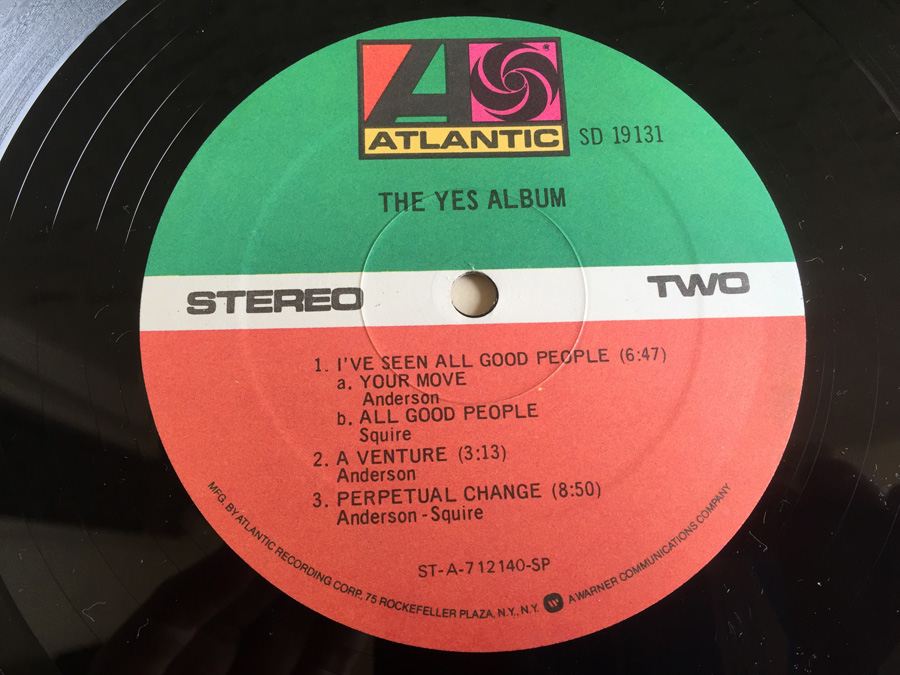 ATLANTIC
SD 19131
THE YES ALBUM
STEREO
TWO
1. I'VE SEEN ALL GOOD PEOPLE (6:47)
a. YOUR MOVE
Anderson
b. ALL GOOD PEOPLE
Squire
2. A VENTURE (3:13)
Anderson
3. PERPETUAL CHANGE (8:50)
Anderson - Squire
ST-A-712140-SP
MFG. BY ATLANTIC RECORDING CORP., 75 ROCKEFELLER PLAZA, N.Y., N.Y. A WARNER COMMUNICATIONS COMPANY